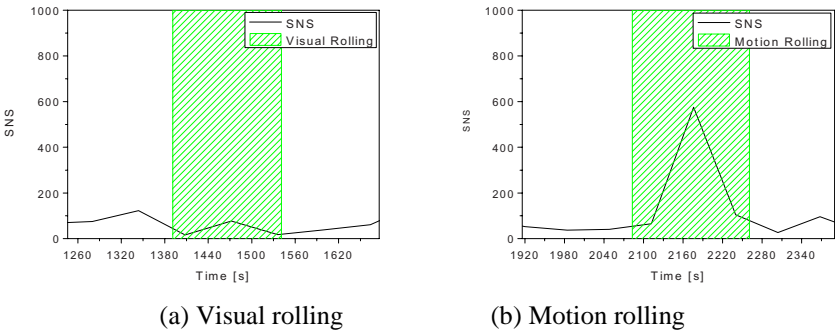 1000
800
600
400
200
0
SNS
1260 1320 1380 1440 1500 1560 1620
Time [s]
SNS
Visual Rolling
(a) Visual rolling
1000
800
600
400
200
0
SNS
1920 1980 2040 2100 2160 2220 2280 2340
Time [s]
SNS
Motion Rolling
(b) Motion rolling